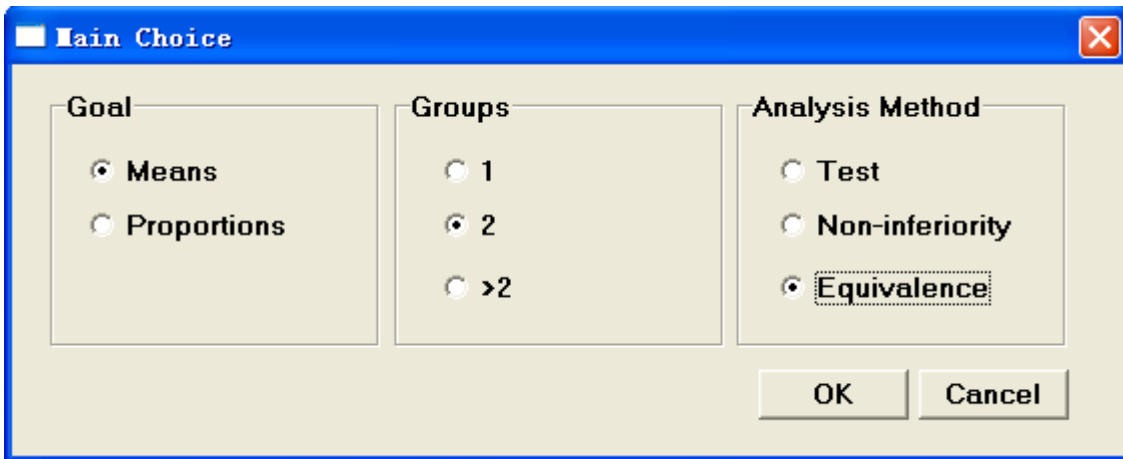 Main Choice
Goal
Means
Proportions
Groups
1
2
>2
Analysis Method
Test
Non-inferiority
Equivalence
OK
Cancel